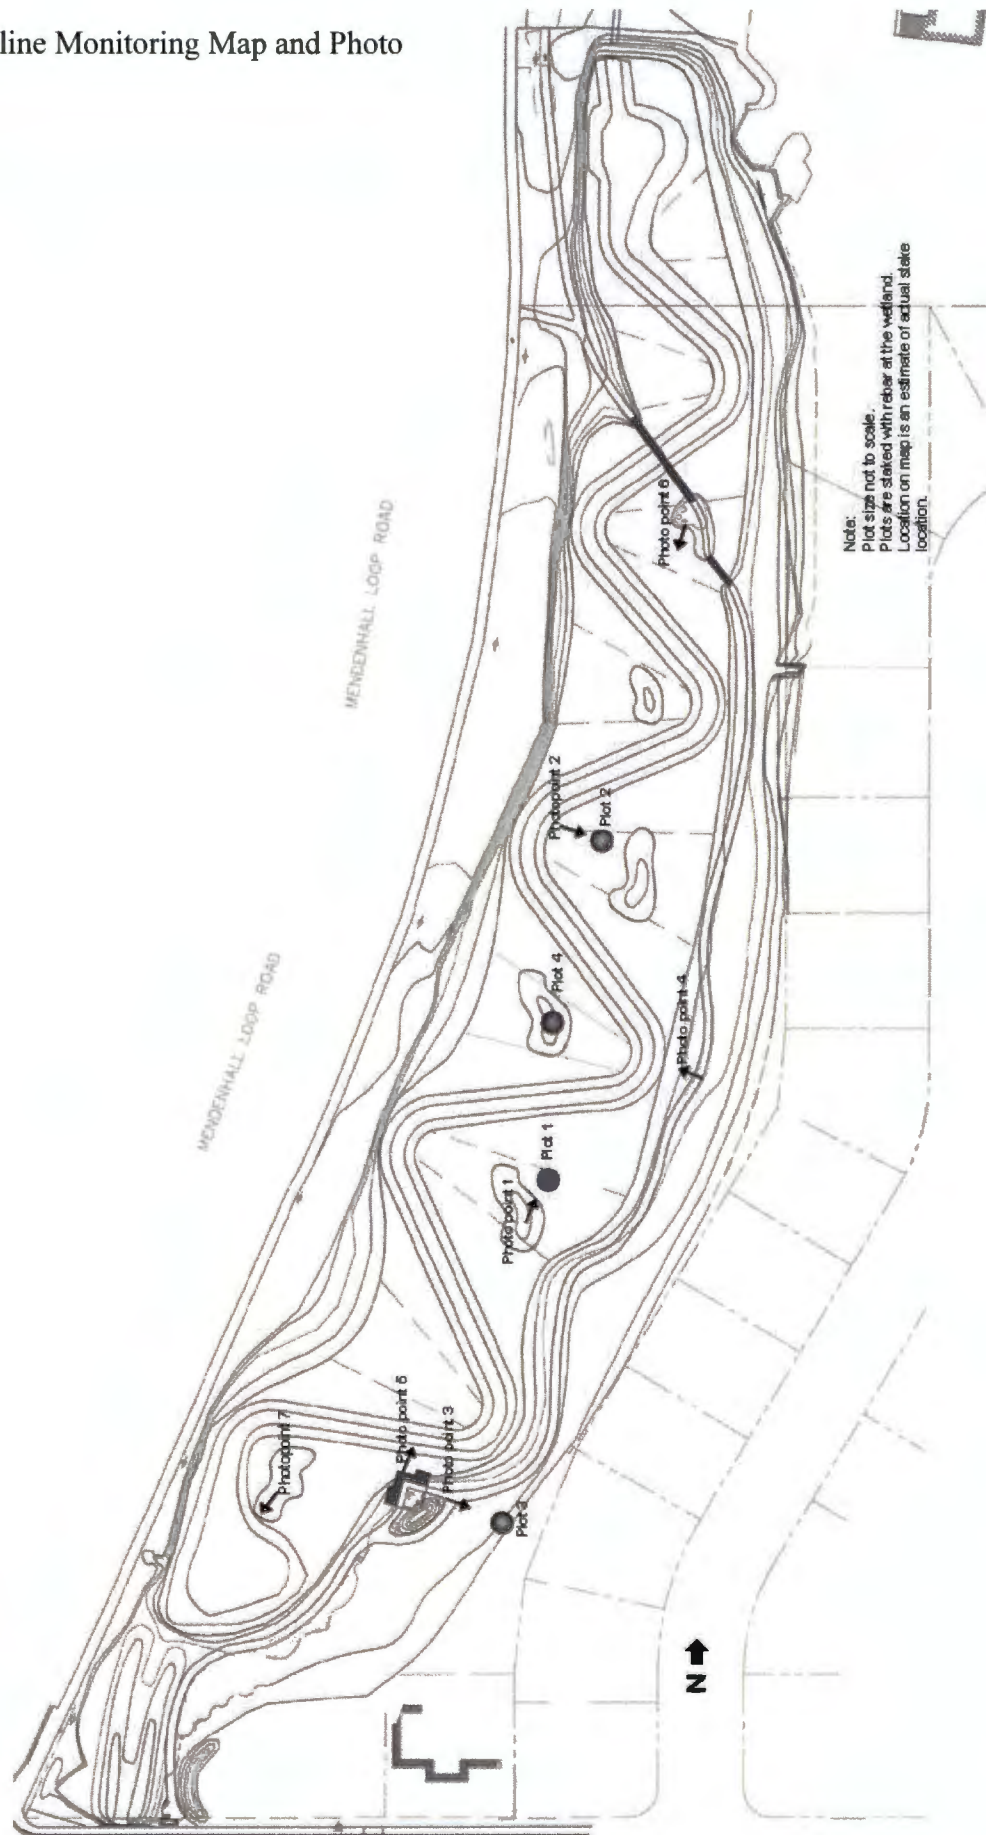 line Monitoring Map and Photo
MENDENHALL LOOP ROAD
MENDENHALL LOOP ROAD
Note:
Plot size not to scale.
Plots are staked with rebar at the wetland.
Location on map is an estimate of actual stake
location.
Photo point 6
Photopoint 2
Plot 2
Plot 4
Photo point 4
Plot 1
Photo point 1
Photo point 5
Photo point 3
Photopoint 7
Plot 3
N